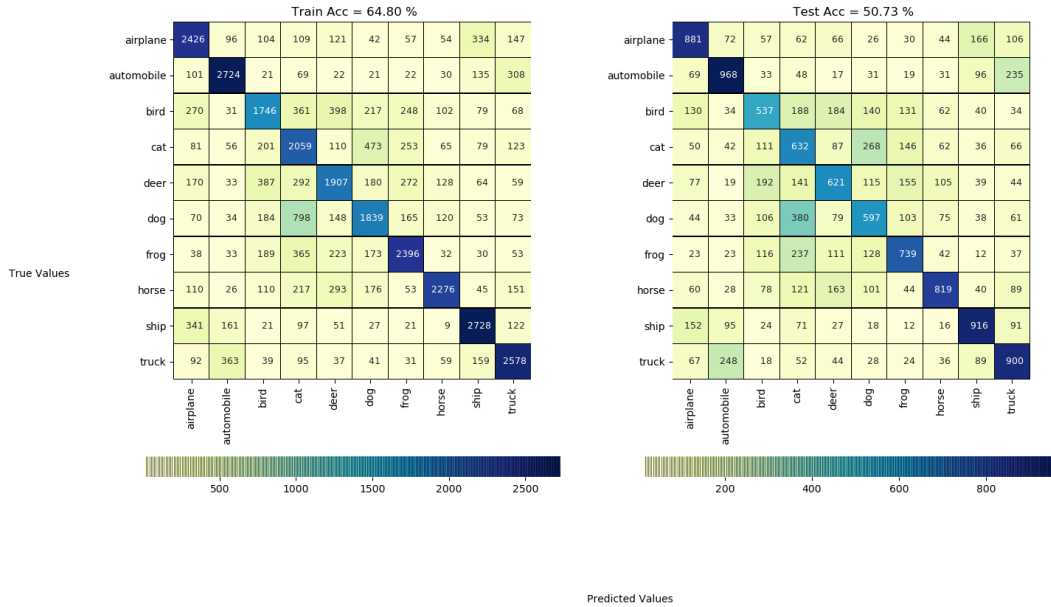 Train Acc = 64.80 %
airplane 2426 96 104 109 121 42 57 54 334 147
automobile 101 2724 21 69 22 21 22 30 135 308
bird 270 31 1746 361 398 217 248 102 79 68
cat 81 56 201 2059 110 473 253 65 79 123
deer 170 33 387 292 1907 180 272 128 64 59
dog 70 34 184 798 148 1839 165 120 53 73
frog 38 33 189 365 223 173 2396 32 30 53
horse 110 26 110 217 293 176 53 2276 45 151
ship 341 161 21 97 51 27 21 9 2728 122
truck 92 363 39 95 37 41 31 59 159 2578
airplane automobile bird cat deer dog frog horse ship truck
500 1000 1500 2000 2500
Test Acc = 50.73 %
airplane 881 72 57 62 66 26 30 44 166 106
automobile 69 968 33 48 17 31 19 31 96 235
bird 130 34 537 188 184 140 131 62 40 34
cat 50 42 111 632 87 268 146 62 36 66
deer 77 19 192 141 621 115 155 105 39 44
dog 44 33 106 380 79 597 103 75 38 61
frog 23 23 116 237 111 128 739 42 12 37
horse 60 28 78 121 163 101 44 819 40 89
ship 152 95 24 71 27 18 12 16 916 91
truck 67 248 18 52 44 28 24 36 89 900
airplane automobile bird cat deer dog frog horse ship truck
200 400 600 800
True Values
Predicted Values